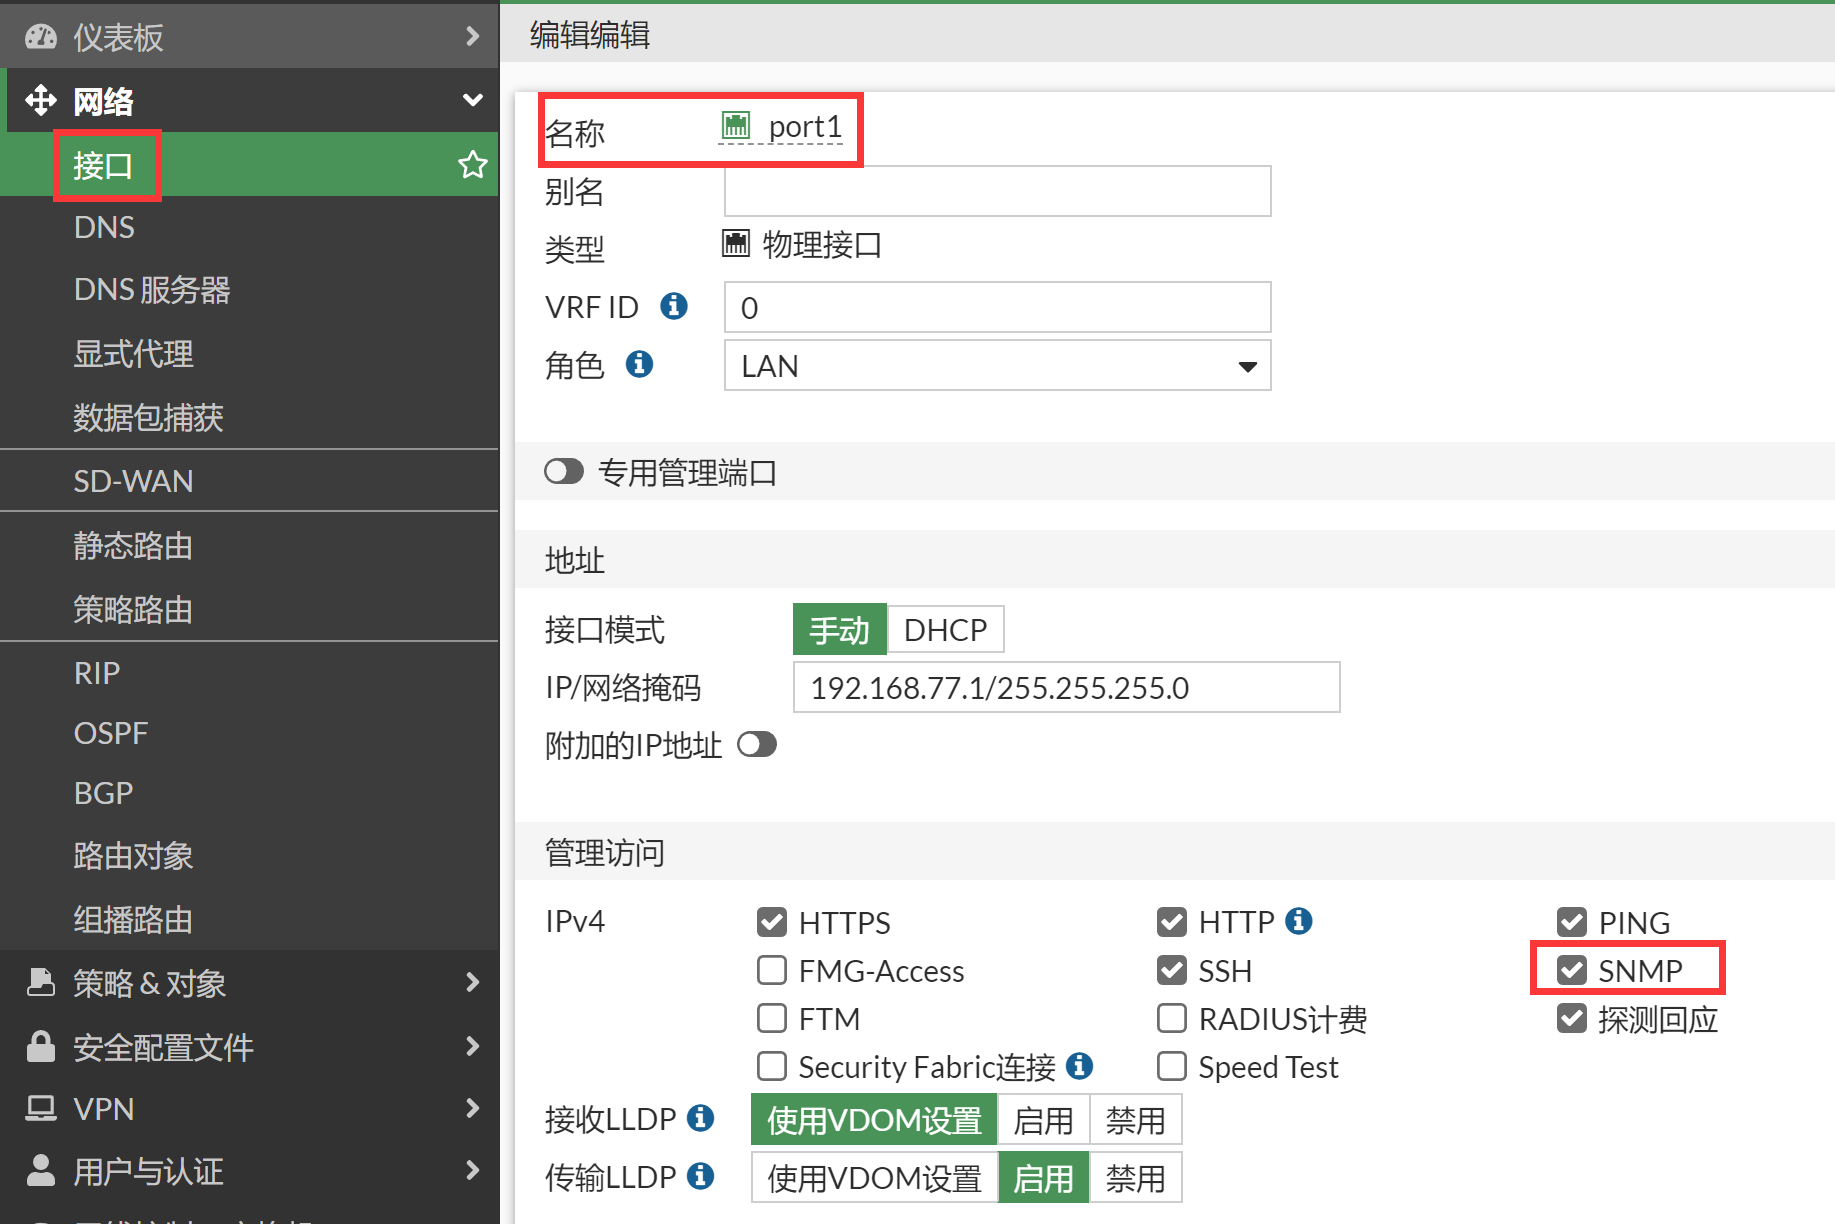 仪表板
网络
接口
DNS
DNS 服务器
显式代理
数据包捕获
SD-WAN
静态路由
策略路由
RIP
OSPF
BGP
路由对象
组播路由
策略 & 对象
安全配置文件
VPN
用户与认证
编辑编辑
名称 port1
别名
类型 物理接口
VRF ID 0
角色 LAN
专用管理端口
地址
接口模式 手动 DHCP
IP/网络掩码 192.168.77.1/255.255.255.0
附加的IP地址
管理访问
IPv4 HTTPS HTTP PING
FMG-Access SSH SNMP
FTM RADIUS计费 探测回应
Security Fabric连接 Speed Test
接收LLDP 使用VDOM设置 启用 禁用
传输LLDP 使用VDOM设置 启用 禁用